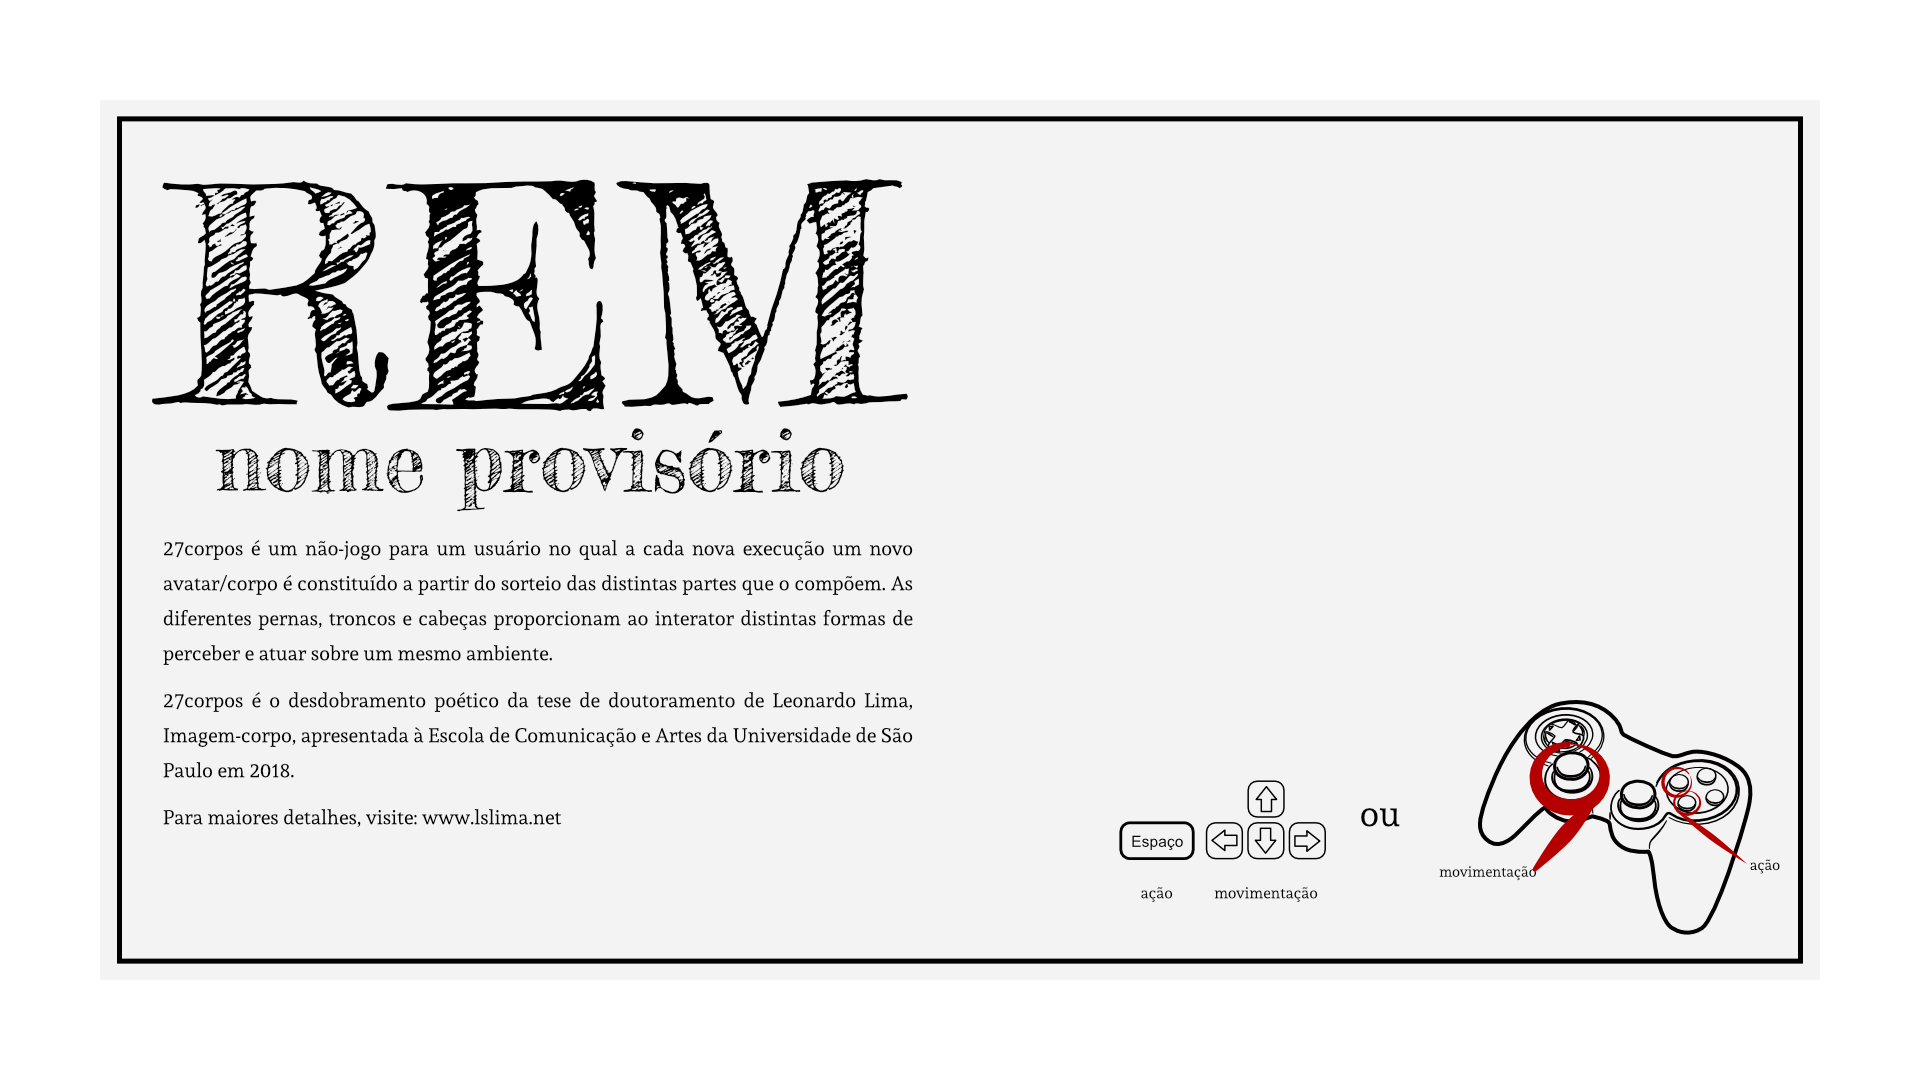 REM
nome provisório
27corpos é um não-jogo para um usuário no qual a cada nova execução um novo
avatar/corpo é constituído a partir do sorteio das distintas partes que o compõem. As
diferentes pernas, troncos e cabeças proporcionam ao interator distintas formas de
perceber e atuar sobre um mesmo ambiente.
27corpos é o desdobramento poético da tese de doutoramento de Leonardo Lima,
Imagem-corpo, apresentada à Escola de Comunicação e Artes da Universidade de São
Paulo em 2018.
Para maiores detalhes, visite: www.lslima.net
Espaço
ação
movimentação
ou
movimentação
ação